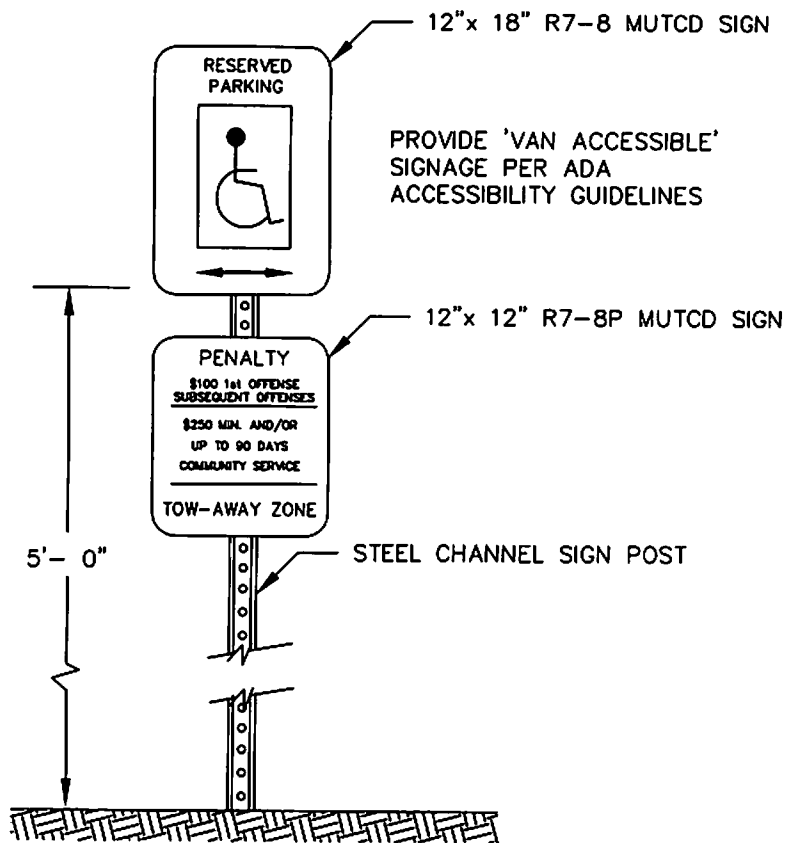 12"x 18" R7-8 MUTCD SIGN
RESERVED
PARKING
PROVIDE 'VAN ACCESSIBLE'
SIGNAGE PER ADA
ACCESSIBILITY GUIDELINES
12"x 12" R7-8P MUTCD SIGN
PENALTY
$100 1st OFFENSE
SUBSEQUENT OFFENSES
$250 MIN. AND/OR
UP TO 90 DAYS
COMMUNITY SERVICE
TOW-AWAY ZONE
5'- 0"
STEEL CHANNEL SIGN POST